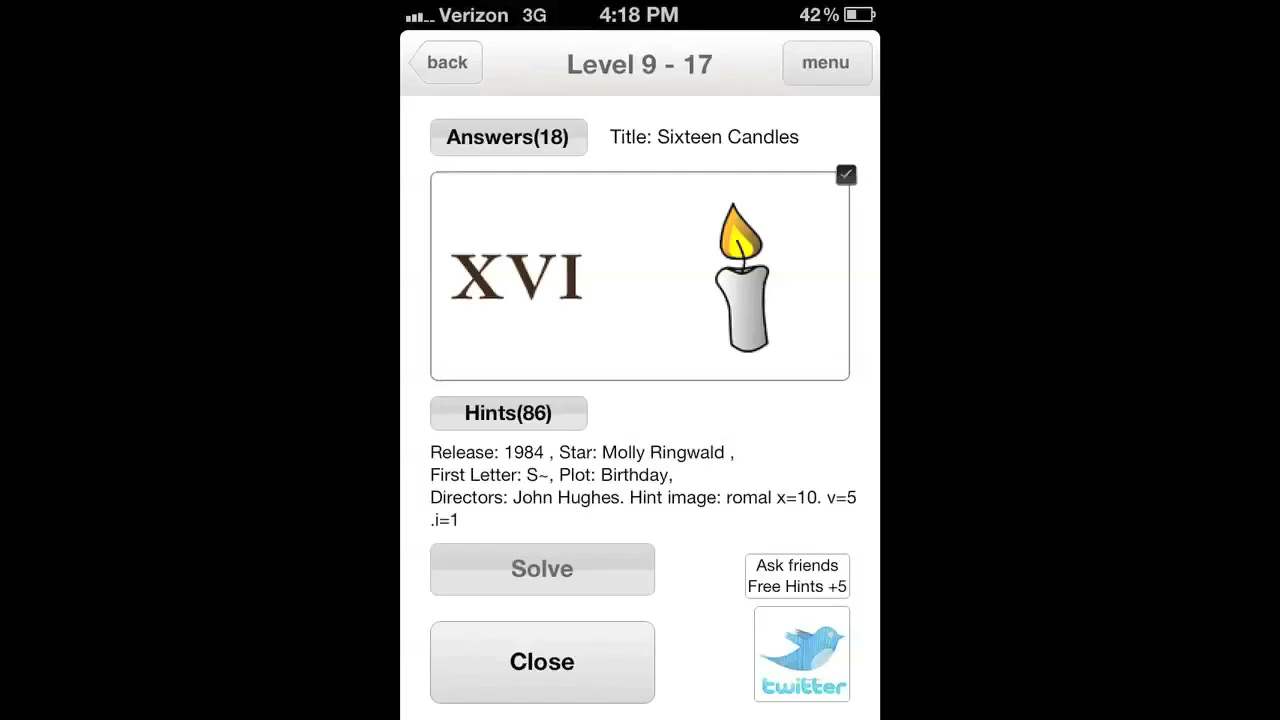 Verizon 3G 4:18 PM 42%
back Level 9 - 17 menu
Answers(18) Title: Sixteen Candles
XVI
Hints(86)
Release: 1984 , Star: Molly Ringwald ,
First Letter: S~, Plot: Birthday,
Directors: John Hughes. Hint image: romal x=10. v=5
.i=1
Solve
Ask friends
Free Hints +5
Close
twitter